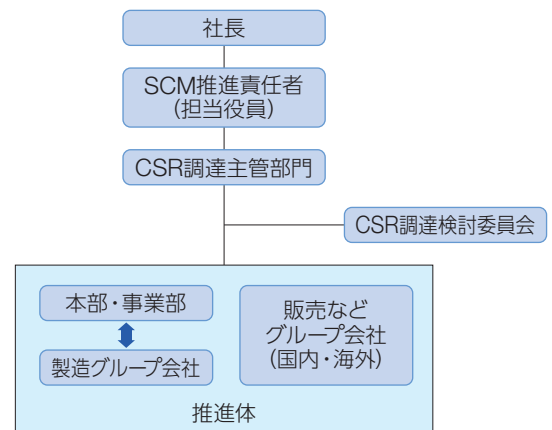 社長
SCM推進責任者
（担当役員）
CSR調達主管部門
CSR調達検討委員会
本部・事業部
製造グループ会社
販売など
グループ会社
（国内・海外）
推進体